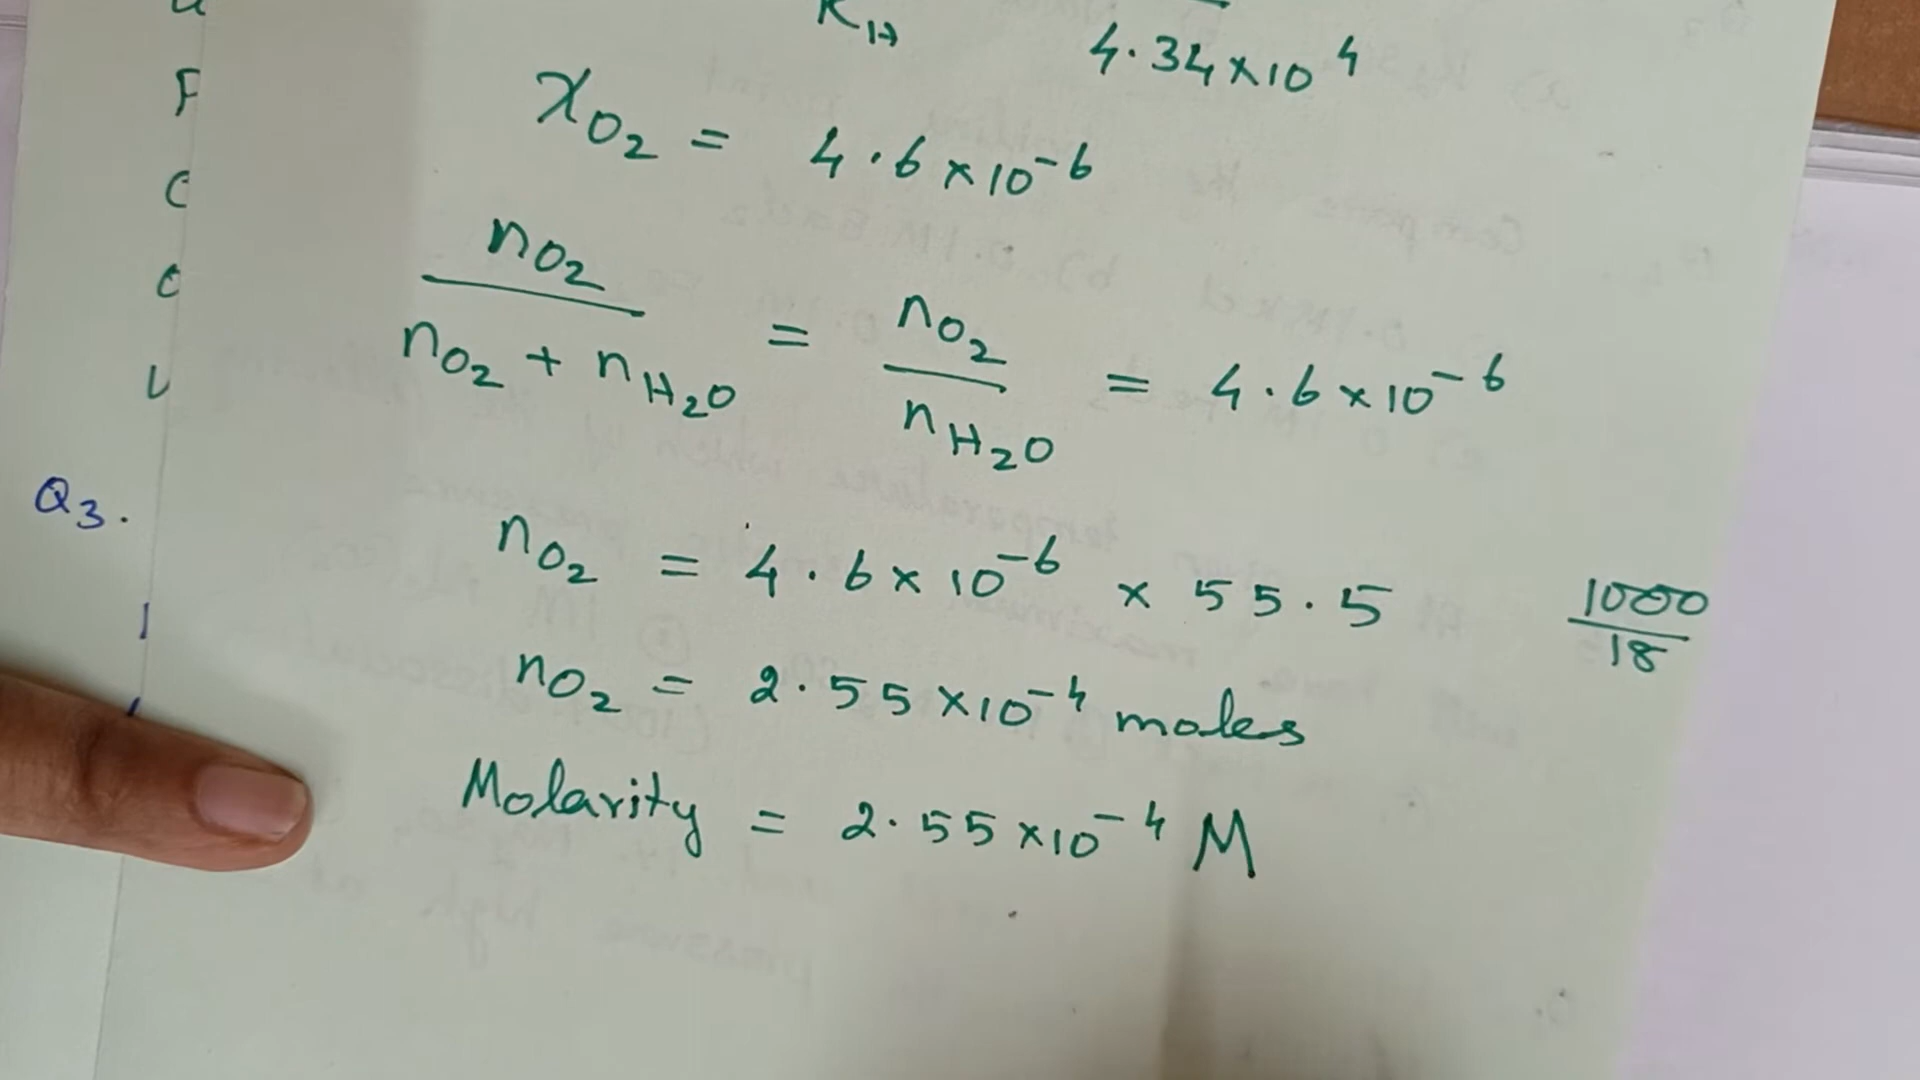 K_H 4.34×10^4
χ_O2 = 4.6×10^-6
n_O2 / (n_O2 + n_H2O) = n_O2 / n_H2O = 4.6×10^-6
Q3.
n_O2 = 4.6×10^-6 × 55.5 1000/18
n_O2 = 2.55×10^-4 moles
Molarity = 2.55×10^-4 M